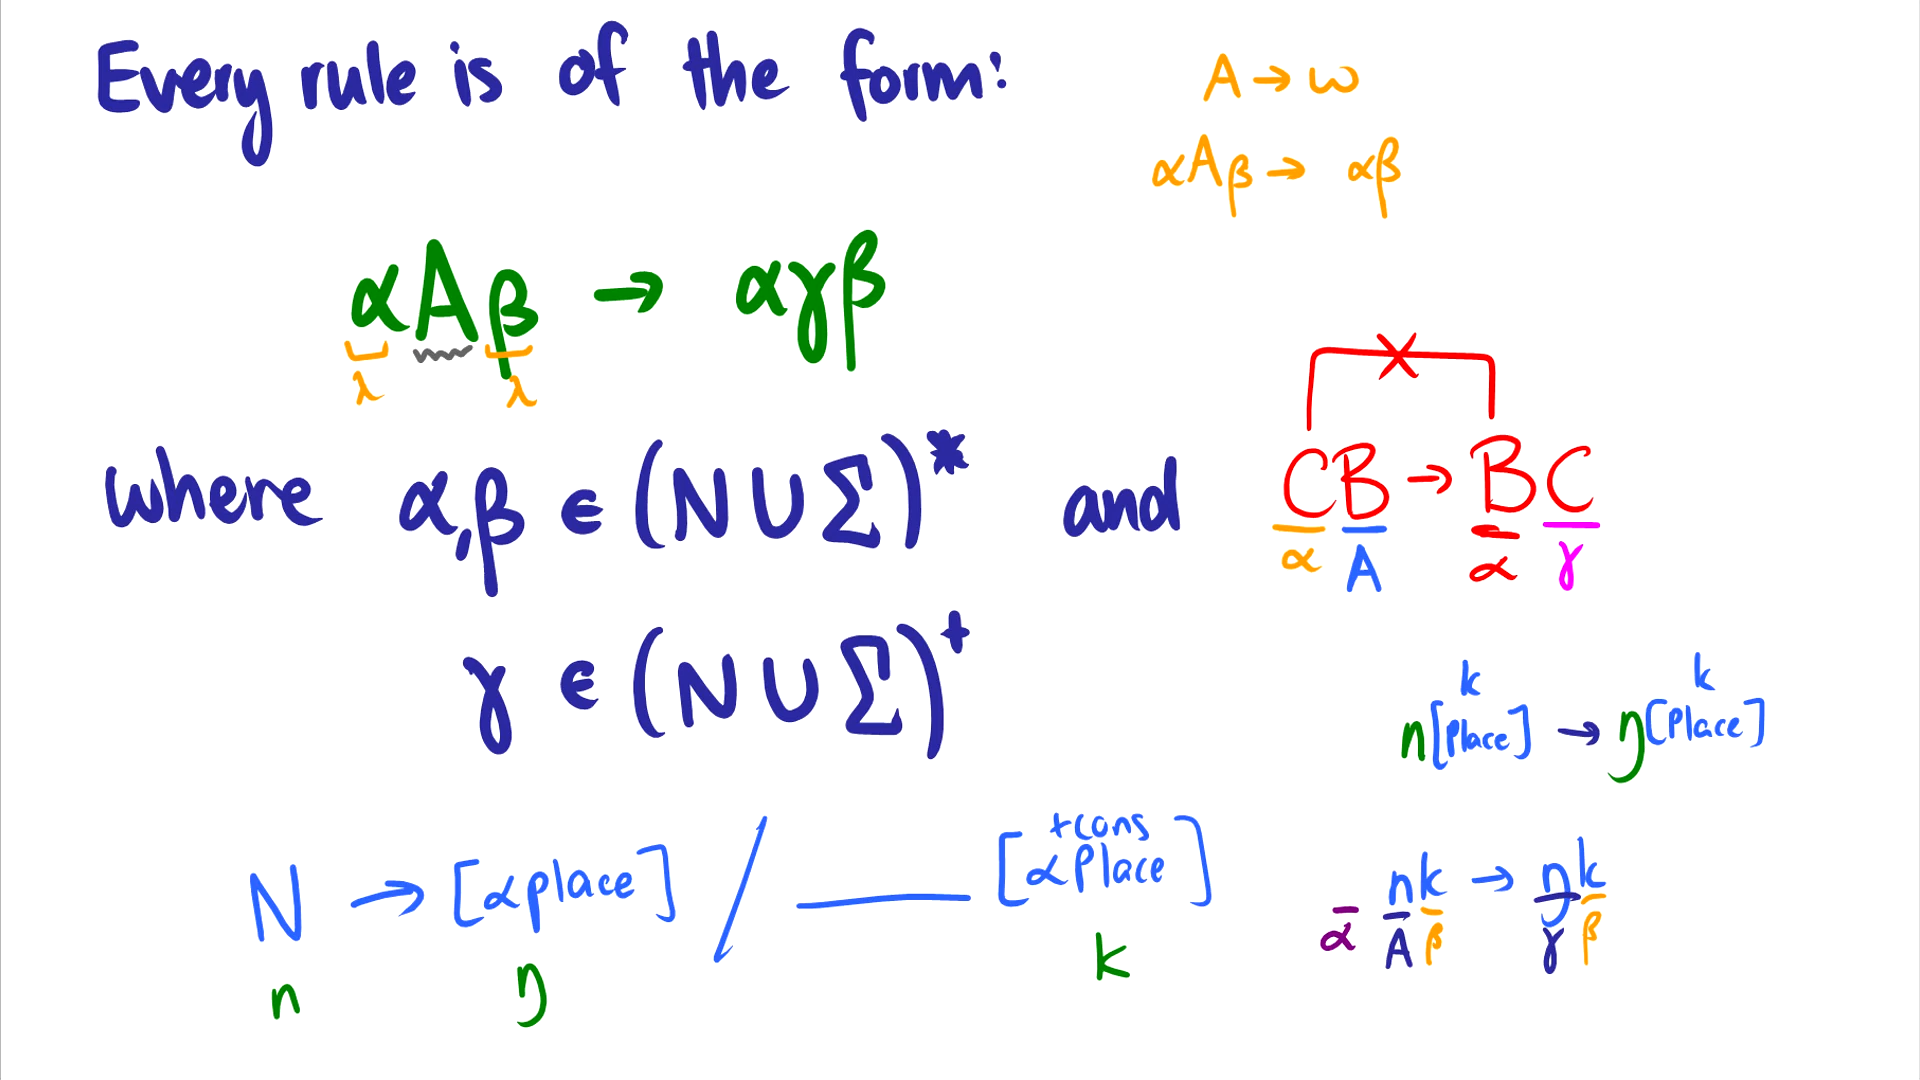 Every rule is of the form:
A → ω
αAβ → αβ
αAβ → αγβ
λ λ
where α,β ∈ (N ∪ Σ)* and
CB → BC
α A α γ
γ ∈ (N ∪ Σ)⁺
k k
n[Place] → ŋ[Place]
N → [αplace] / ____ [+cons αPlace]
n ŋ k
nk → ŋk
α A β γ β